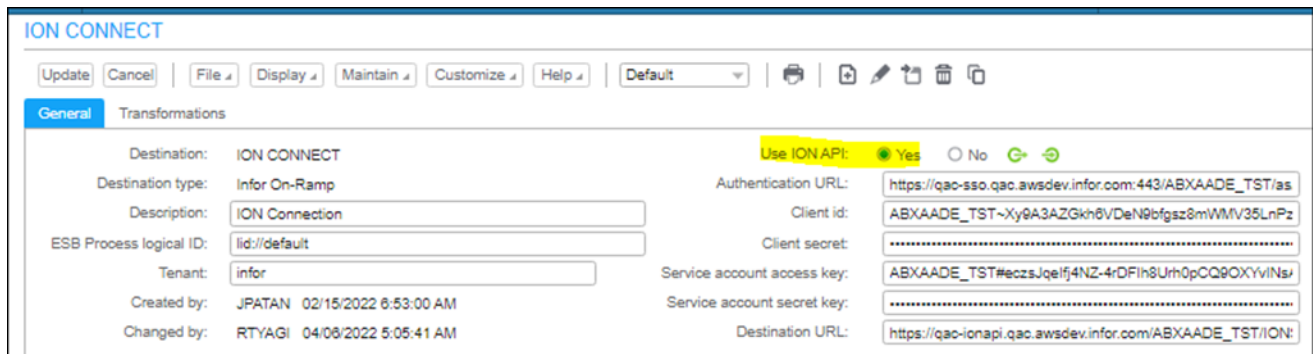 ION CONNECT
Update Cancel File Display Maintain Customize Help Default
General Transformations
Destination: ION CONNECT
Use ION API: Yes No
Destination type: Infor On-Ramp
Authentication URL: https://qac-sso.qac.awsdev.infor.com:443/ABXAADE_TST/as
Description: ION Connection
Client id: ABXAADE_TST~Xy9A3AZGkh6VDeN9bfgsz8mWMV35LnPz
ESB Process logical ID: lid://default
Client secret:
Tenant: infor
Service account access key: ABXAADE_TST#eczsJqelfj4NZ-4rDFlh8Urh0pCQ9OXYvlNsA
Created by: JPATAN 02/15/2022 6:53:00 AM
Service account secret key:
Changed by: RTYAGI 04/06/2022 5:05:41 AM
Destination URL: https://qac-ionapi.qac.awsdev.infor.com/ABXAADE_TST/IONS